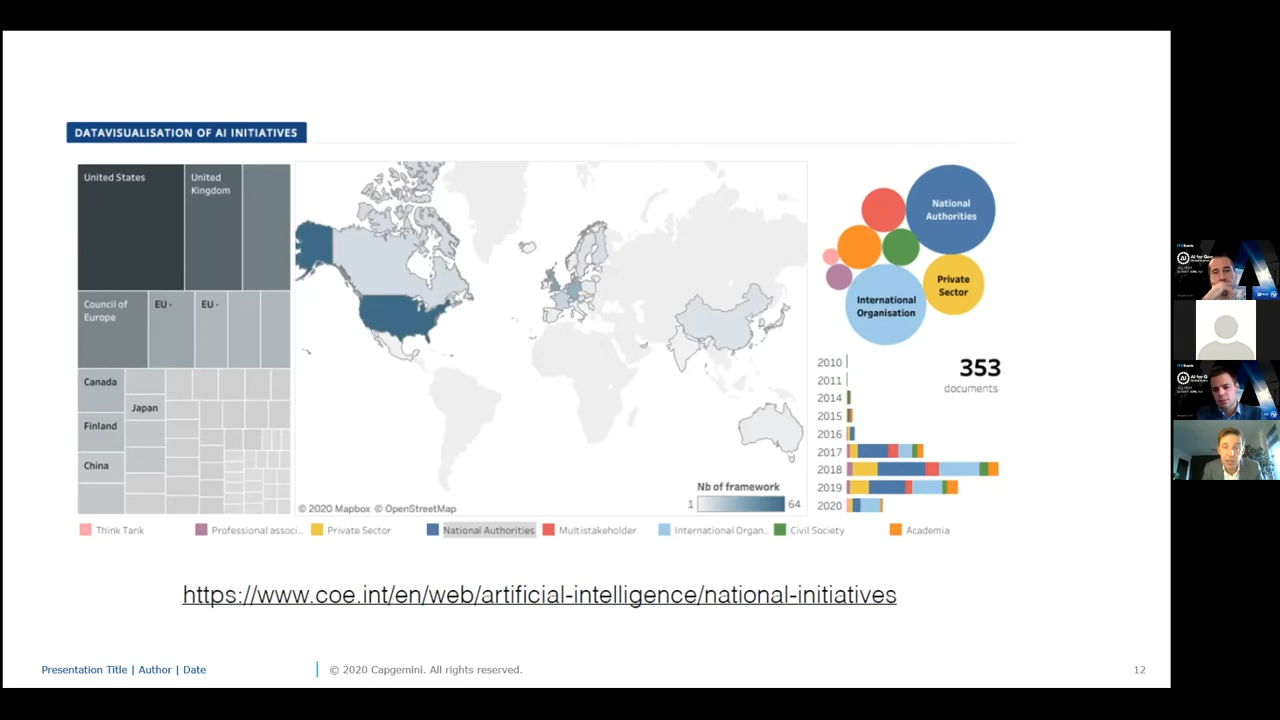 DATAVISUALISATION OF AI INITIATIVES
United States
United
Kingdom
Council of
Europe
EU -
EU -
Canada
Japan
Finland
China
© 2020 Mapbox © OpenStreetMap
Nb of framework
1
64
National
Authorities
Private
Sector
International
Organisation
353
documents
2010
2011
2014
2015
2016
2017
2018
2019
2020
Think Tank
Professional associ..
Private Sector
National Authorities
Multistakeholder
International Organ..
Civil Society
Academia
https://www.coe.int/en/web/artificial-intelligence/national-initiatives
Presentation Title | Author | Date
© 2020 Capgemini. All rights reserved.
12